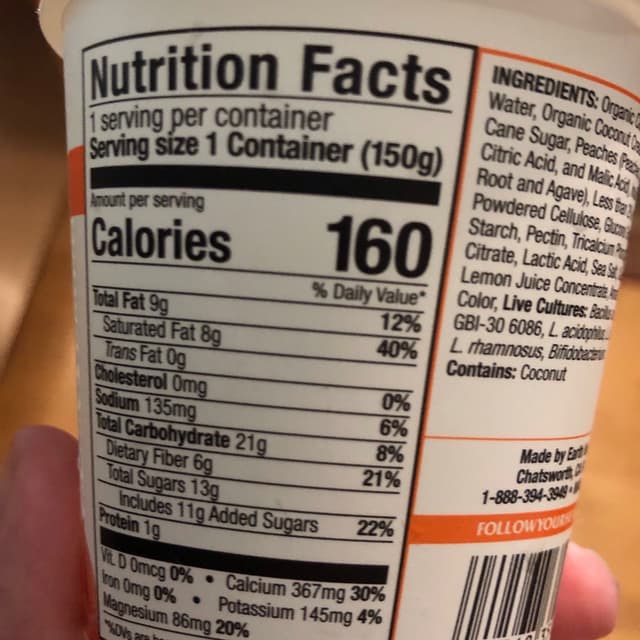 Nutrition Facts
1 serving per container
Serving size 1 Container (150g)
Amount per serving
Calories 160
% Daily Value*
Total Fat 9g 12%
Saturated Fat 8g 40%
Trans Fat 0g
Cholesterol 0mg 0%
Sodium 135mg 6%
Total Carbohydrate 21g 8%
Dietary Fiber 6g 21%
Total Sugars 13g
Includes 11g Added Sugars 22%
Protein 1g
Vit. D 0mcg 0% • Calcium 367mg 30%
Iron 0mg 0% • Potassium 145mg 4%
Magnesium 86mg 20%
*%DVs are
INGREDIENTS: Organic
Water, Organic Coconut
Cane Sugar, Peaches
Citric Acid, and Malic Acid,
Root and Agave), Less than
Powdered Cellulose,
Starch, Pectin, Tricalcium
Citrate, Lactic Acid, Sea Salt
Lemon Juice Concentrate,
Color, Live Cultures:
GBI-30 6086, L. acidophilus
L. rhamnosus,
Contains: Coconut
Made by
Chatsworth,
1-888-394-3949 •
FOLLOW